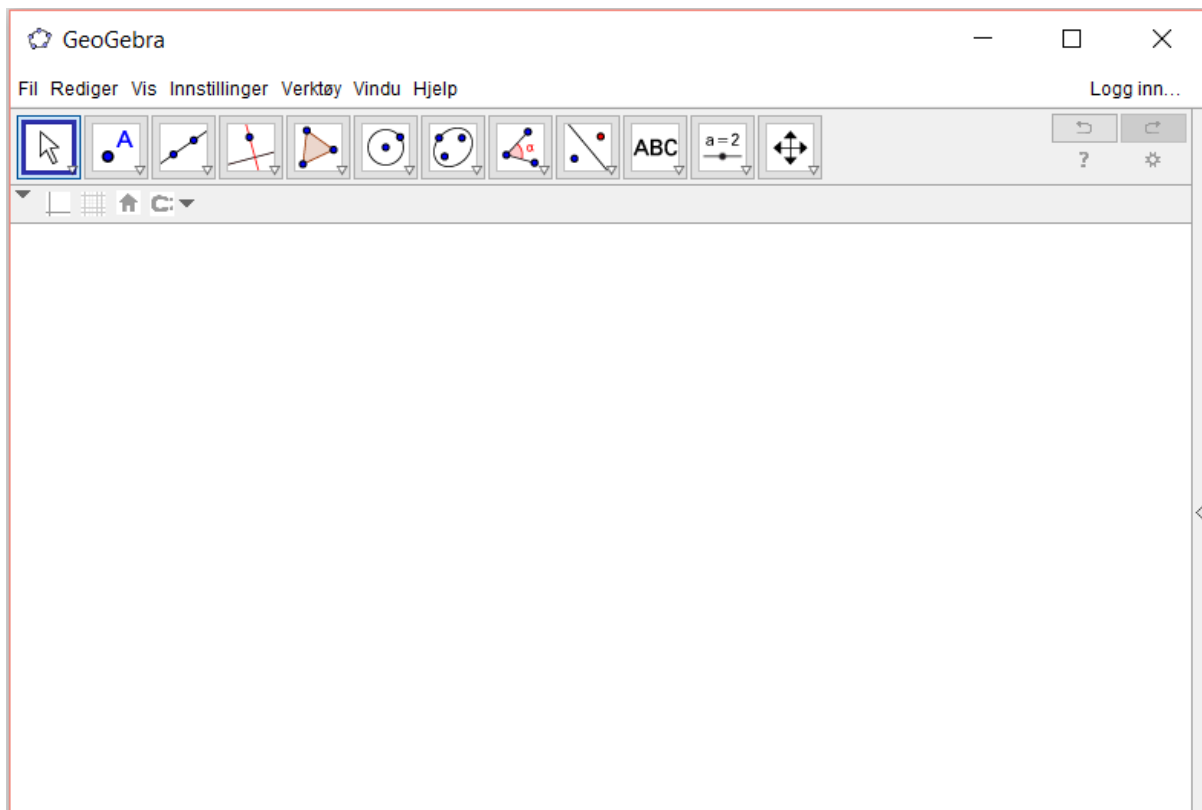 GeoGebra
Fil Rediger Vis Innstillinger Verktøy Vindu Hjelp Logg inn...
A α ABC a=2 ?